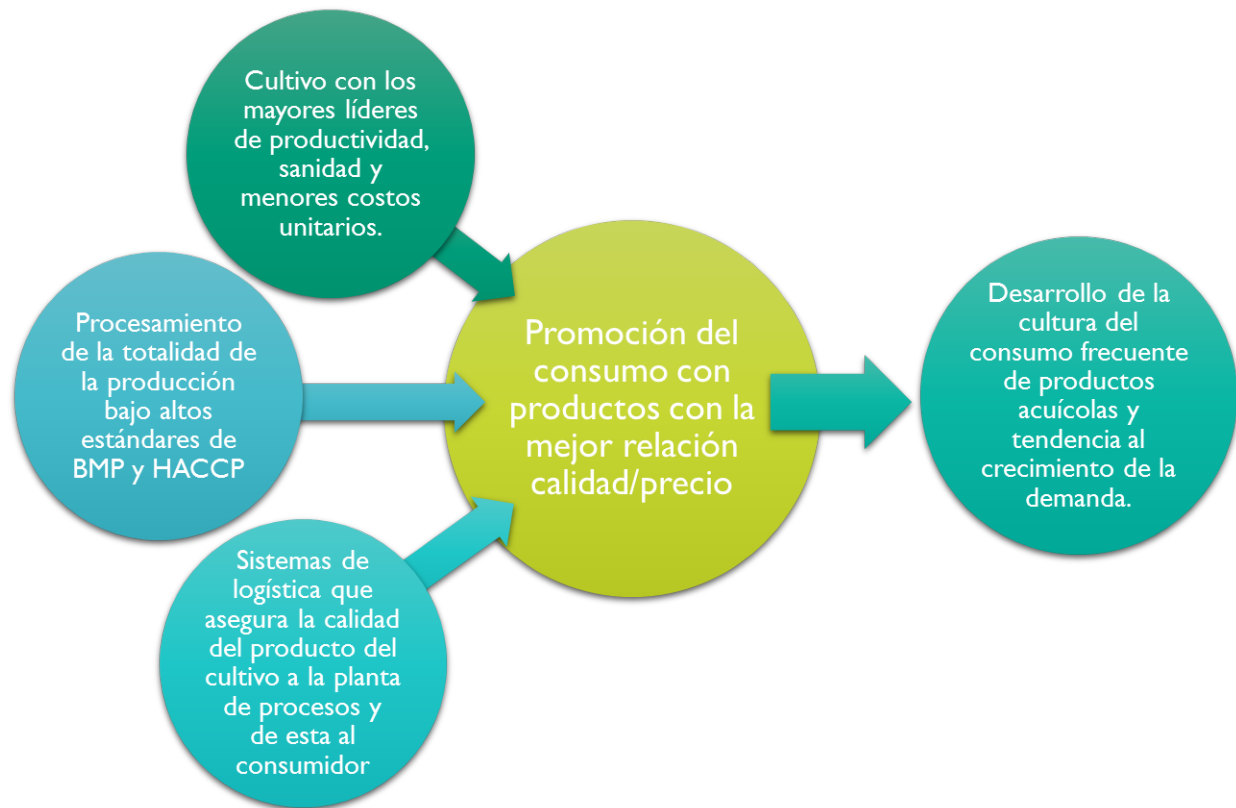 Cultivo con los
mayores líderes
de productividad,
sanidad y
menores costos
unitarios.
Procesamiento
de la totalidad de
la producción
bajo altos
estándares de
BMP y HACCP
Sistemas de
logística que
asegura la calidad
del producto del
cultivo a la planta
de procesos y
de esta al
consumidor
Promoción del
consumo con
productos con la
mejor relación
calidad/precio
Desarrollo de la
cultura del
consumo frecuente
de productos
acuícolas y
tendencia al
crecimiento de la
demanda.